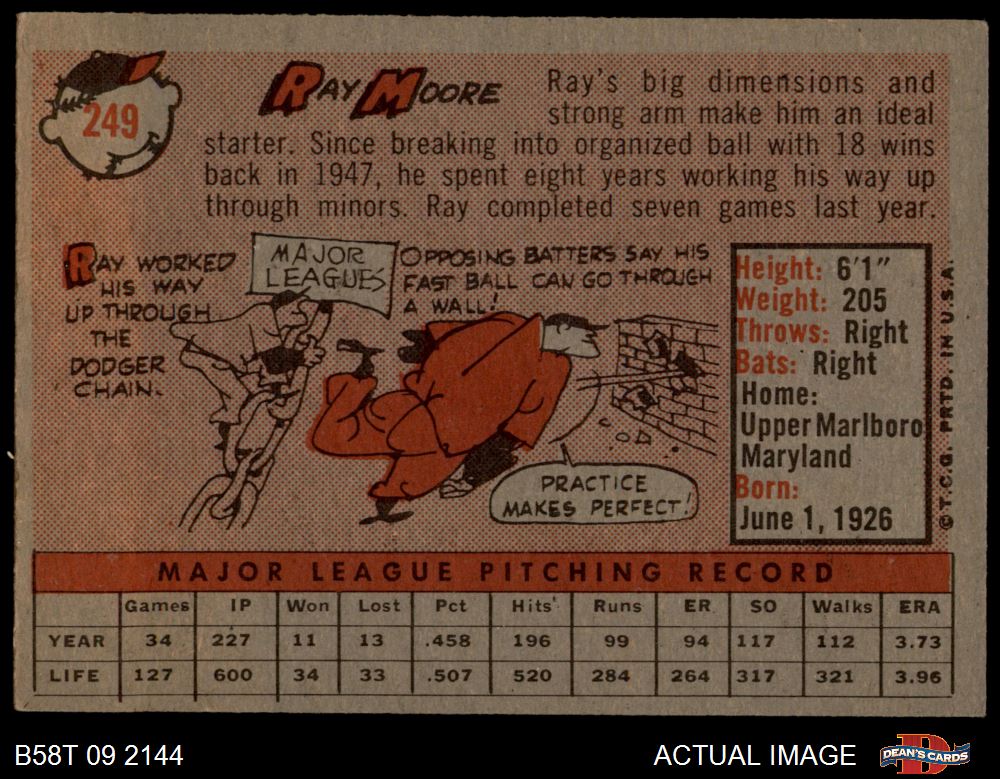 249
RAY MOORE
Ray's big dimensions and
strong arm make him an ideal
starter. Since breaking into organized ball with 18 wins
back in 1947, he spent eight years working his way up
through minors. Ray completed seven games last year.
RAY WORKED
HIS WAY
UP THROUGH
THE
DODGER
CHAIN.
MAJOR
LEAGUES
OPPOSING BATTERS SAY HIS
FAST BALL CAN GO THROUGH
A WALL!
PRACTICE
MAKES PERFECT!
Height: 6'1"
Weight: 205
Throws: Right
Bats: Right
Home:
Upper Marlboro
Maryland
Born:
June 1, 1926
© T.C.G. PRTD. IN U.S.A.
MAJOR LEAGUE PITCHING RECORD
Games IP Won Lost Pct Hits Runs ER SO Walks ERA
YEAR 34 227 11 13 .458 196 99 94 117 112 3.73
LIFE 127 600 34 33 .507 520 284 264 317 321 3.96
B58T 09 2144
ACTUAL IMAGE
DEAN'S CARDS